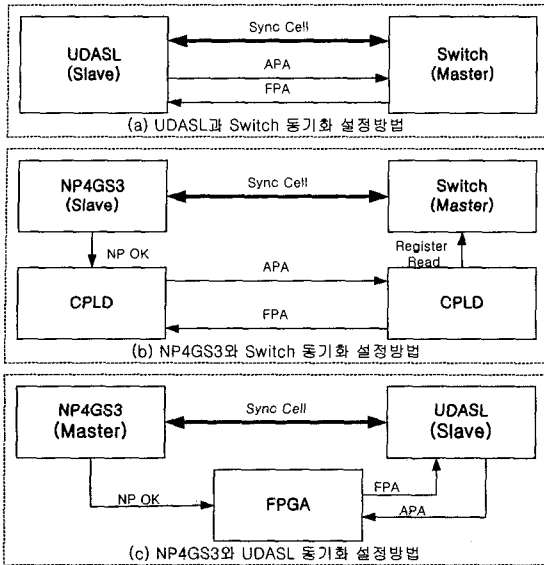 UDASL
(Slave)
Sync Cell
APA
FPA
Switch
(Master)
(a) UDASL과 Switch 동기화 설정방법
NP4GS3
(Slave)
Sync Cell
Switch
(Master)
NP OK
Register
Read
CPLD
APA
FPA
CPLD
(b) NP4GS3와 Switch 동기화 설정방법
NP4GS3
(Master)
Sync Cell
UDASL
(Slave)
NP OK
FPGA
FPA
APA
(c) NP4GS3와 UDASL 동기화 설정방법